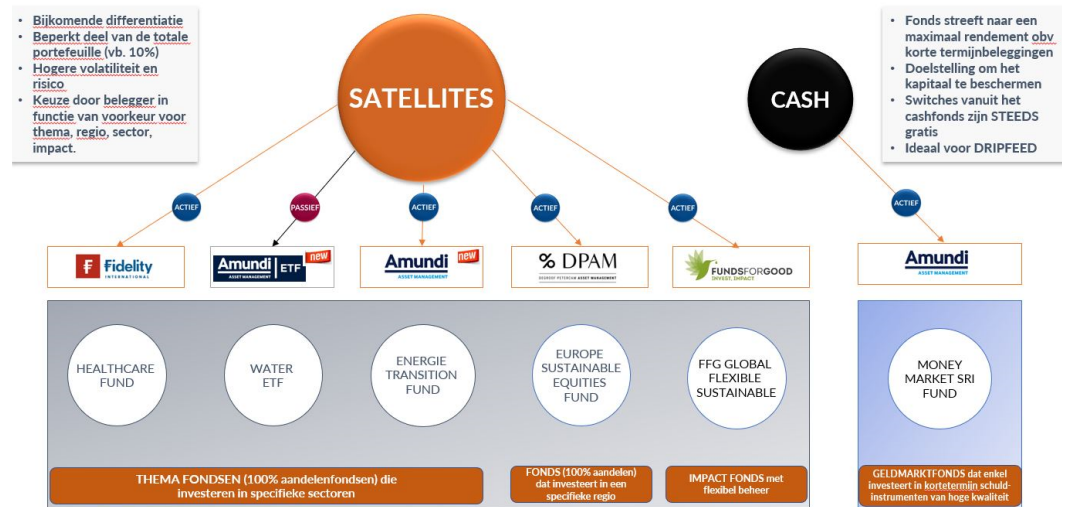 • Bijkomende differentiatie
• Beperkt deel van de totale
portefeuille (vb. 10%)
• Hogere volatiliteit en
risico
• Keuze door belegger in
functie van voorkeur voor
thema, regio, sector,
impact.
SATELLITES
CASH
• Fonds streeft naar een
maximaal rendement obv
korte termijnbeleggingen
• Doelstelling om het
kapitaal te beschermen
• Switches vanuit het
cashfonds zijn STEEDS
gratis
• Ideaal voor DRIPFEED
ACTIEF
PASSIEF
ACTIEF
ACTIEF
ACTIEF
ACTIEF
Fidelity
INTERNATIONAL
Amundi ETF
ASSET MANAGEMENT
new
Amundi
ASSET MANAGEMENT
new
DPAM
DEGROOF PETERCAM ASSET MANAGEMENT
FUNDSFORGOOD
INVEST, IMPACT
Amundi
ASSET MANAGEMENT
HEALTHCARE
FUND
WATER
ETF
ENERGIE
TRANSITION
FUND
EUROPE
SUSTAINABLE
EQUITIES
FUND
FFG GLOBAL
FLEXIBLE
SUSTAINABLE
MONEY
MARKET SRI
FUND
THEMA FONDSEN (100% aandelenfondsen) die
investeren in specifieke sectoren
FONDS (100% aandelen)
dat investeert in een
specifieke regio
IMPACT FONDS met
flexibel beheer
GELDMARKTFONDS dat enkel
investeert in kortetermijn schuld-
instrumenten van hoge kwaliteit